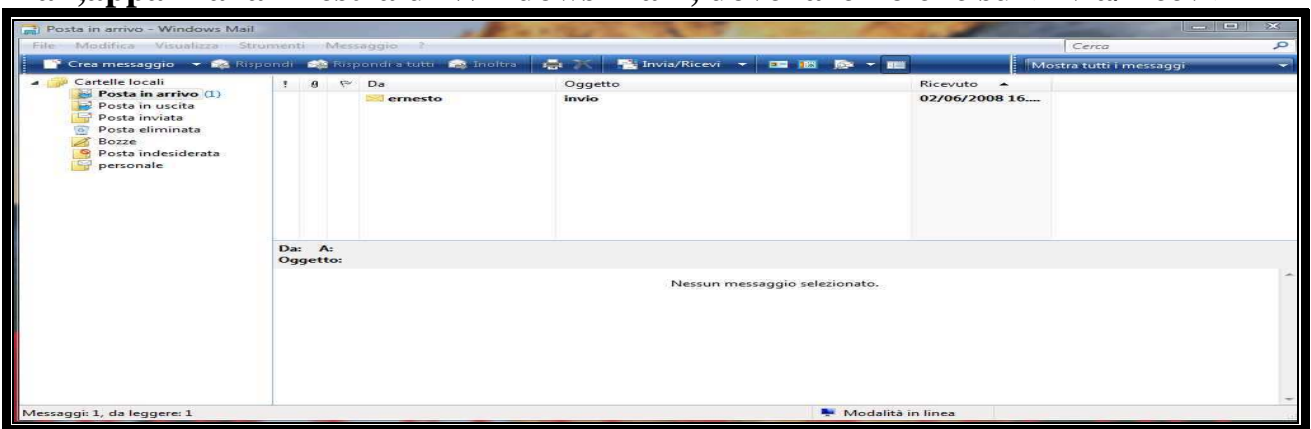 Posta in arrivo - Windows Mail
File Modifica Visualizza Strumenti Messaggio ?
Cerca
Crea messaggio Rispondi Rispondi a tutti Inoltra Invia/Ricevi Mostra tutti i messaggi
Cartelle locali
Posta in arrivo (1)
Posta in uscita
Posta inviata
Posta eliminata
Bozze
Posta indesiderata
personale
! Da Oggetto Ricevuto
ernesto invio 02/06/2008 16....
Da: A:
Oggetto:
Nessun messaggio selezionato.
Messaggi: 1, da leggere: 1 Modalità in linea